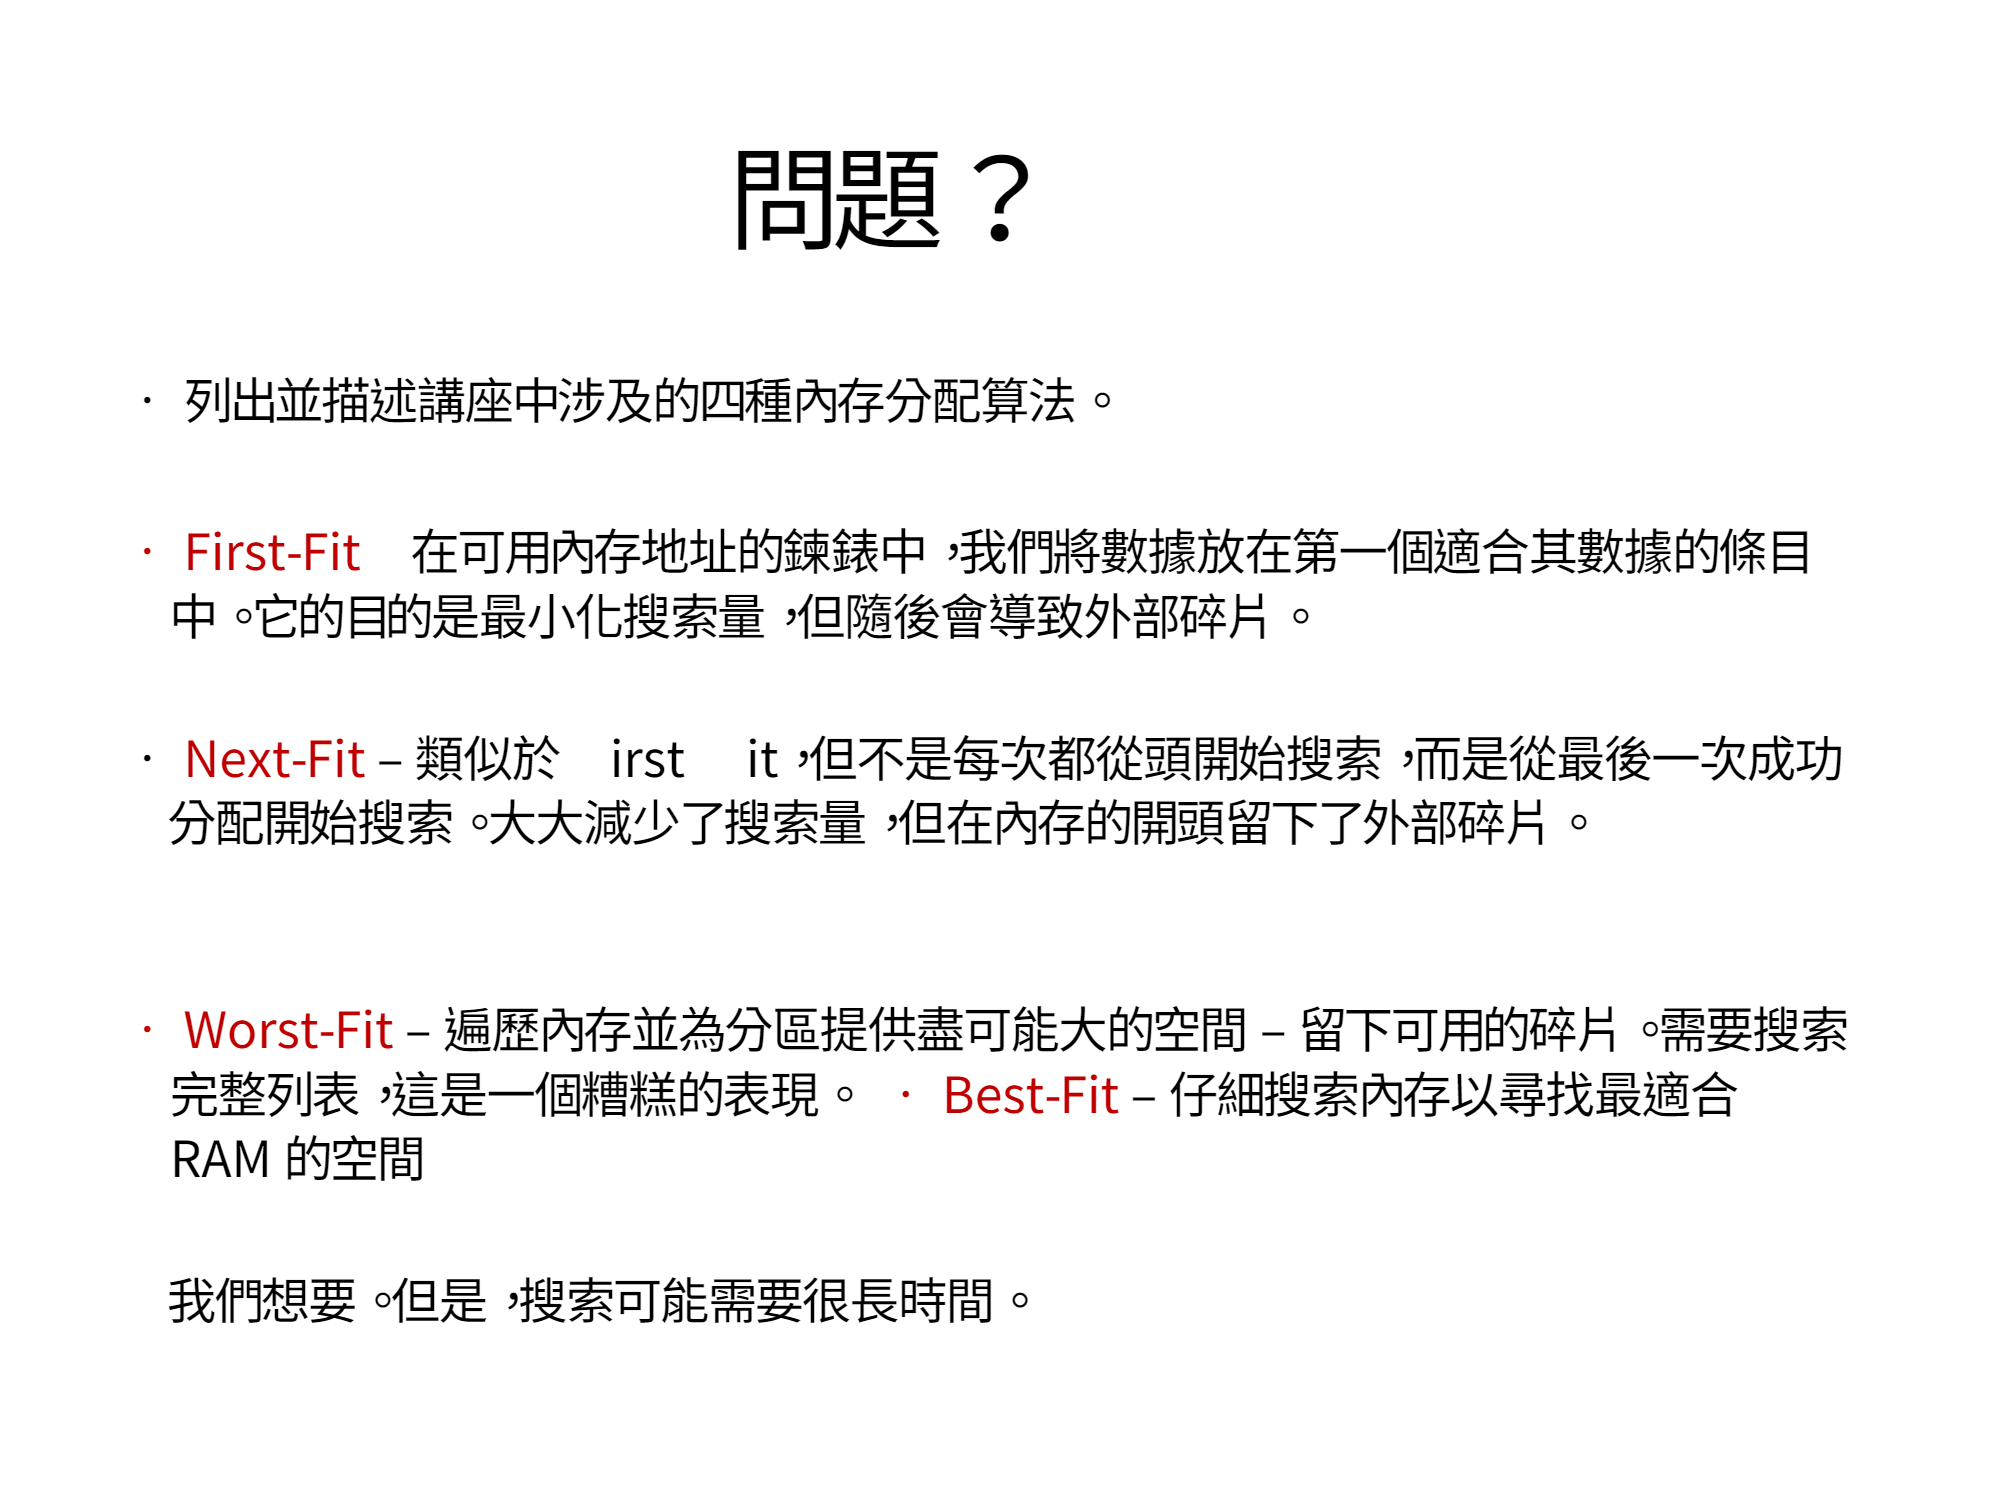 問題？
· 列出並描述講座中涉及的四種內存分配算法。
· First-Fit 在可用內存地址的鍊錶中，我們將數據放在第一個適合其數據的條目
中。它的目的是最小化搜索量，但隨後會導致外部碎片。
· Next-Fit – 類似於 irst it，但不是每次都從頭開始搜索，而是從最後一次成功
分配開始搜索。大大減少了搜索量，但在內存的開頭留下了外部碎片。
· Worst-Fit – 遍歷內存並為分區提供盡可能大的空間 – 留下可用的碎片。需要搜索
完整列表，這是一個糟糕的表現。 · Best-Fit – 仔細搜索內存以尋找最適合
RAM 的空間
我們想要。但是，搜索可能需要很長時間。